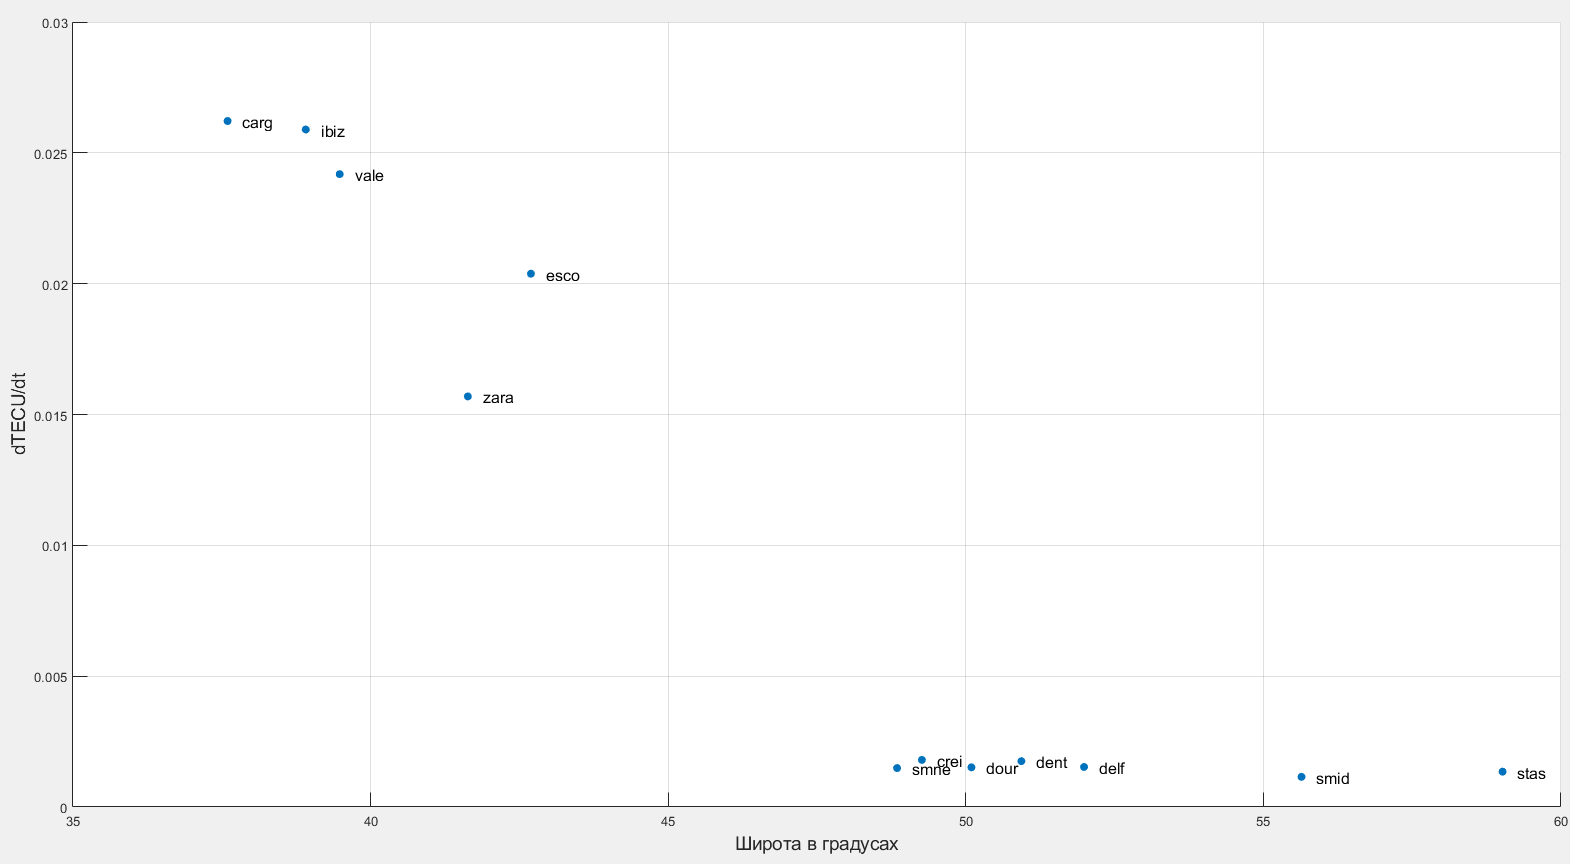 0.03
carg
ibiz
0.025
vale
esco
0.02
zara
0.015
dTECU/dt
0.01
0.005
crei
smne
dour
dent
delf
smid
stas
0
35
40
45
50
55
60
Широта в градусах